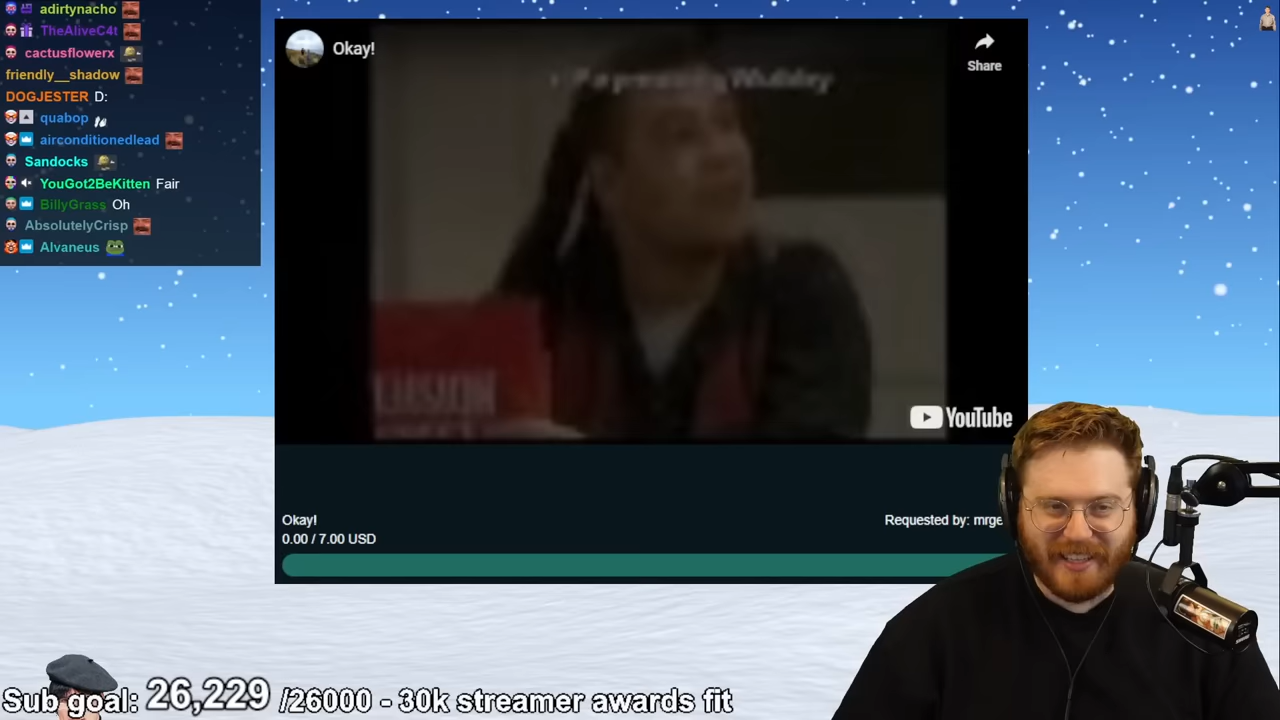 adirtynacho
TheAliveC4t
cactusflowerx
friendly__shadow
DOGJESTER D:
quabop
airconditionedlead
Sandocks
YouGot2BeKitten Fair
BillyGrass Oh
AbsolutelyCrisp
Alvaneus
Okay!
Share
YouTube
Okay!
0.00 / 7.00 USD
Requested by: mrge
Sub goal: 26,229 /26000 - 30k streamer awards fit